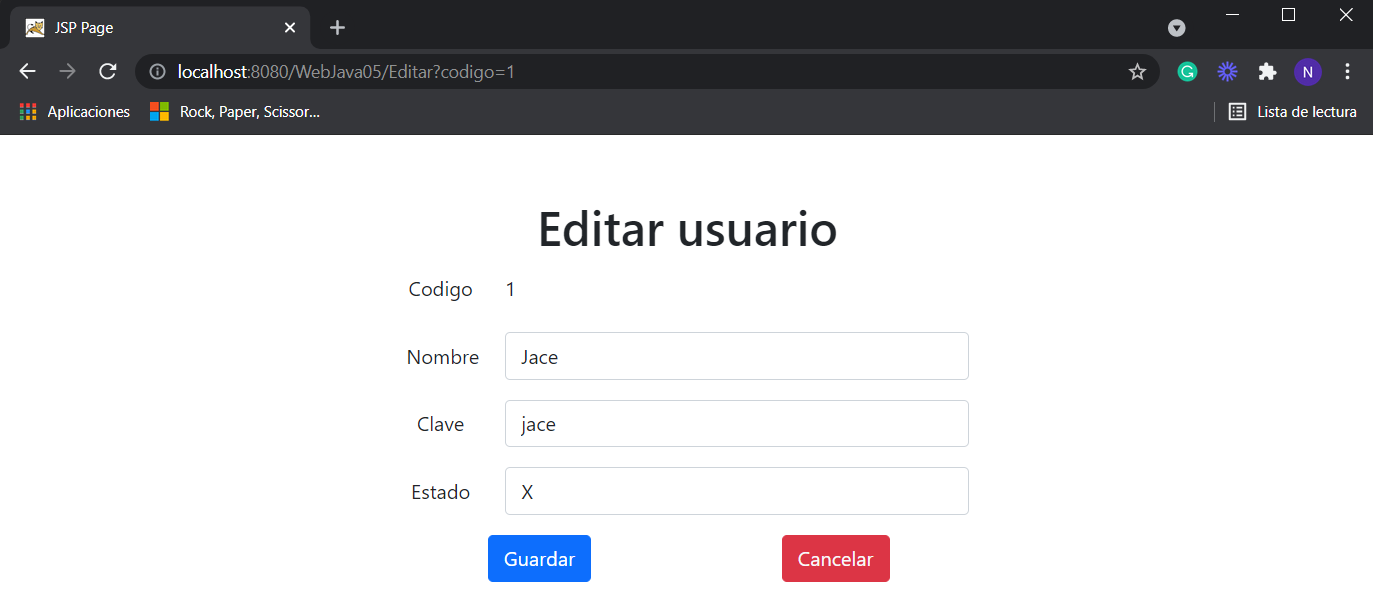 JSP Page
localhost:8080/WebJava05/Editar?codigo=1
G
N
Aplicaciones
Rock, Paper, Scissor...
Lista de lectura
Editar usuario
Codigo 1
Nombre Jace
Clave jace
Estado X
Guardar Cancelar